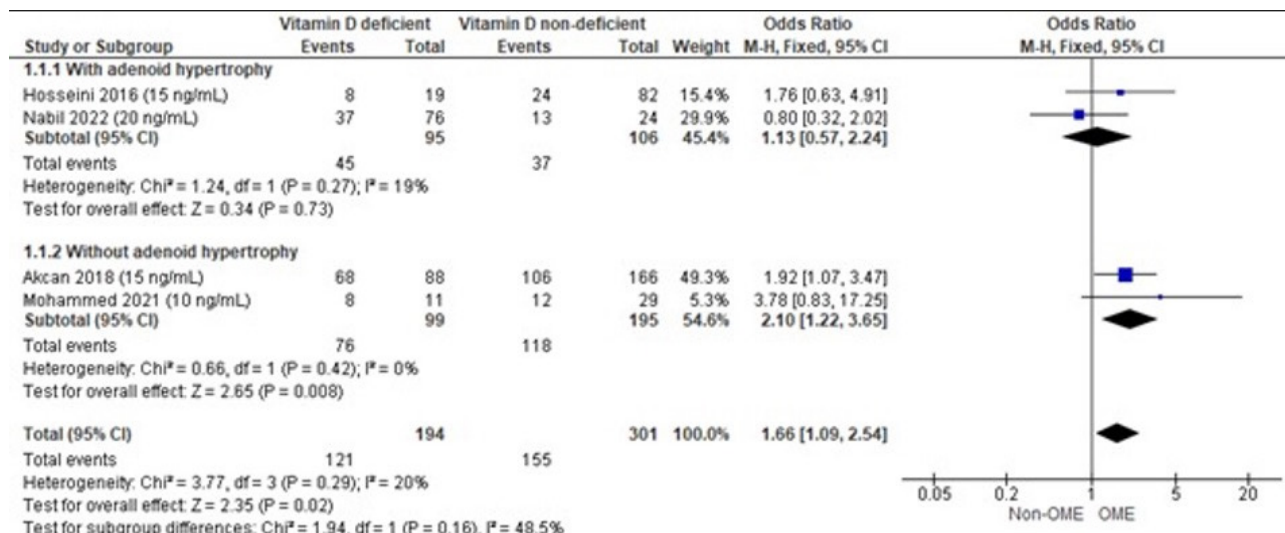 Vitamin D deficient Vitamin D non-deficient Odds Ratio Odds Ratio
Study or Subgroup Events Total Events Total Weight M-H, Fixed, 95% CI M-H, Fixed, 95% CI
1.1.1 With adenoid hypertrophy
Hosseini 2016 (15 ng/mL) 8 19 24 82 15.4% 1.76 [0.63, 4.91]
Nabil 2022 (20 ng/mL) 37 76 13 24 29.9% 0.80 [0.32, 2.02]
Subtotal (95% CI) 95 106 45.4% 1.13 [0.57, 2.24]
Total events 45 37
Heterogeneity: Chi² = 1.24, df = 1 (P = 0.27); I² = 19%
Test for overall effect: Z = 0.34 (P = 0.73)
1.1.2 Without adenoid hypertrophy
Akcan 2018 (15 ng/mL) 68 88 106 166 49.3% 1.92 [1.07, 3.47]
Mohammed 2021 (10 ng/mL) 8 11 12 29 5.3% 3.78 [0.83, 17.25]
Subtotal (95% CI) 99 195 54.6% 2.10 [1.22, 3.65]
Total events 76 118
Heterogeneity: Chi² = 0.66, df = 1 (P = 0.42); I² = 0%
Test for overall effect: Z = 2.65 (P = 0.008)
Total (95% CI) 194 301 100.0% 1.66 [1.09, 2.54]
Total events 121 155
Heterogeneity: Chi² = 3.77, df = 3 (P = 0.29); I² = 20%
Test for overall effect: Z = 2.35 (P = 0.02)
Test for subgroup differences: Chi² = 1.94, df = 1 (P = 0.16), I² = 48.5%
0.05 0.2 1 5 20
Non-OME OME